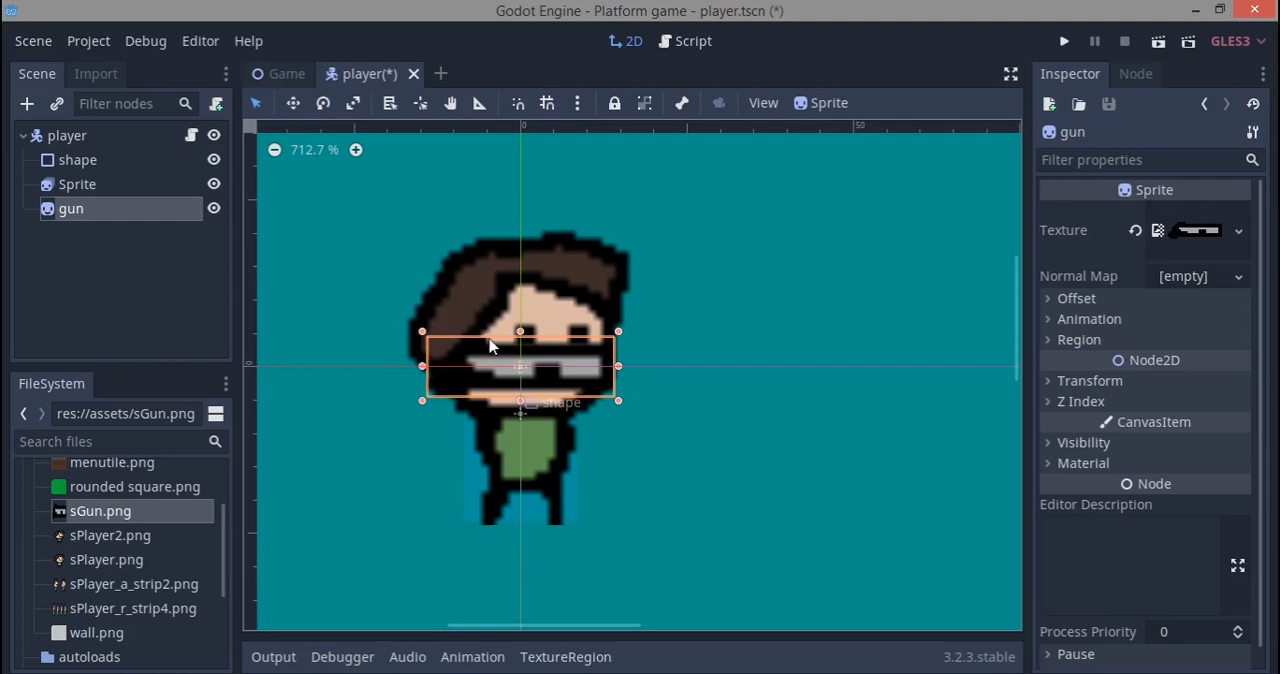 Godot Engine - Platform game - player.tscn (*)
Scene Project Debug Editor Help
2D Script
GLES3
Scene Import
Game player(*)
Inspector Node
Filter nodes
View Sprite
0 50
player
712.7 %
gun
shape
Filter properties
Sprite
Sprite
gun
Texture
Normal Map [empty]
Offset
Animation
Region
0
Node2D
FileSystem
Transform
Z Index
shape
res://assets/sGun.png
CanvasItem
Search files
Visibility
menutile.png
Material
rounded square.png
Node
sGun.png
Editor Description
sPlayer2.png
sPlayer.png
sPlayer_a_strip2.png
sPlayer_r_strip4.png
wall.png
Process Priority 0
autoloads
Output Debugger Audio Animation TextureRegion 3.2.3.stable
Pause